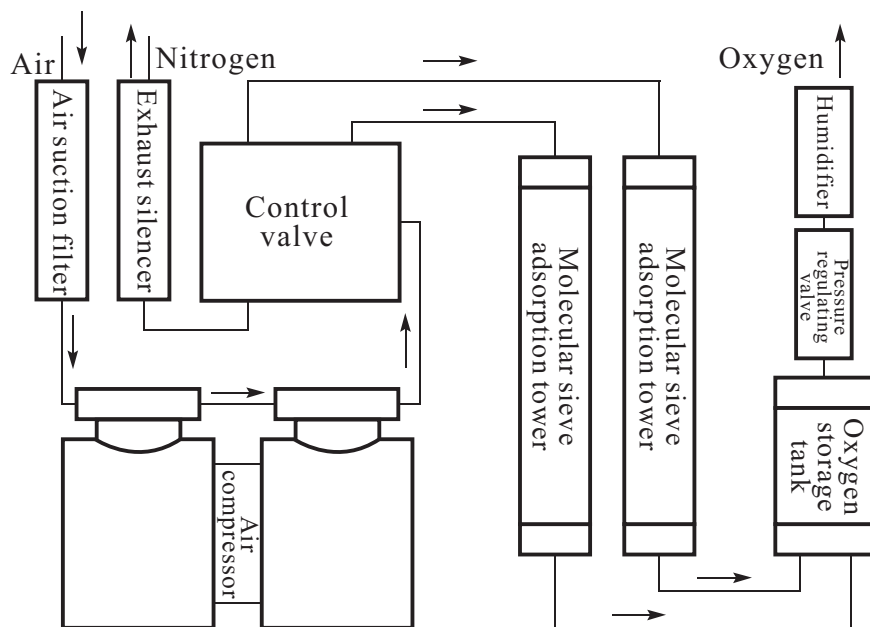 Air
Nitrogen
Oxygen
Air suction filter
Exhaust silencer
Control
valve
Molecular sieve
adsorption tower
Molecular sieve
adsorption tower
Humidifier
Pressure
regulating
valve
Oxygen
storage
tank
Air
compressor